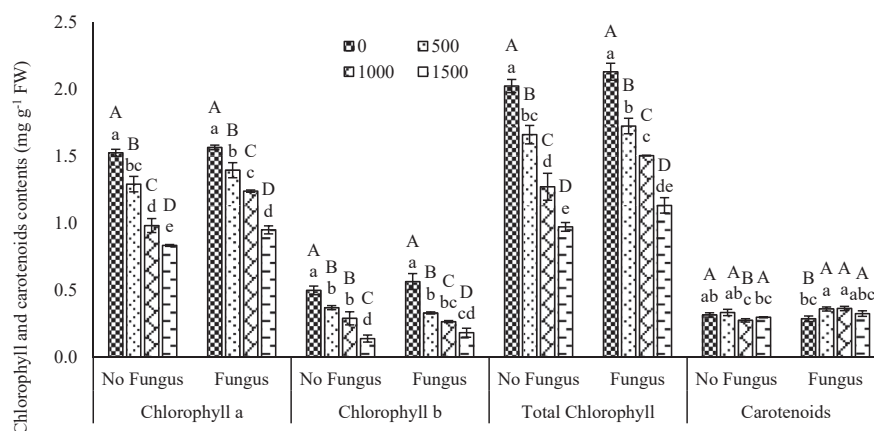 Chlorophyll and carotenoids contents (mg g⁻¹ FW)
2.5
2.0
1.5
1.0
0.5
0.0
0 500
1000 1500
A
a
B
bc
C
d
D
e
A
a
B
b
C
c
D
d
A
a
B
b
B
b
C
d
A
a
B
b
C
bc
D
cd
A
a
B
bc
C
d
D
e
A
a
B
b
C
c
D
de
A
ab
A
ab
B
c
A
bc
B
bc
A
a
A
a
A
abc
No Fungus Fungus No Fungus Fungus No Fungus Fungus No Fungus Fungus
Chlorophyll a Chlorophyll b Total Chlorophyll Carotenoids